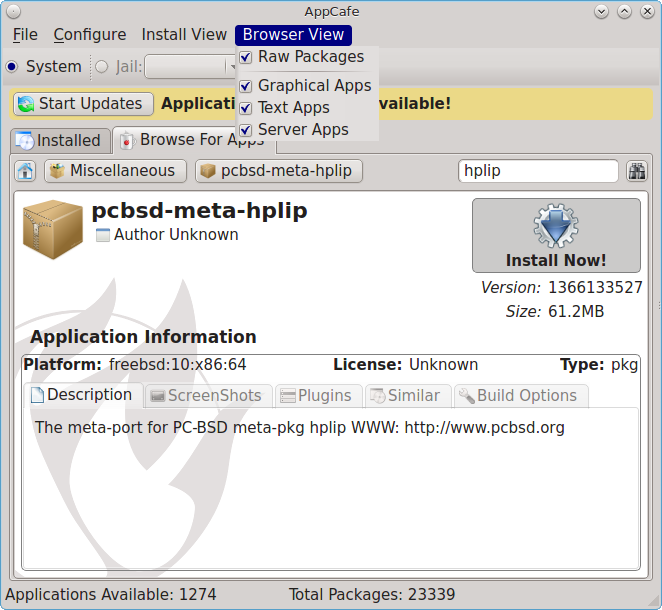 AppCafe
File Configure Install View Browser View
Raw Packages
Graphical Apps
Text Apps
Server Apps
System Jail:
Start Updates vailable!
Installed Browse For Apps
Miscellaneous pcbsd-meta-hplip hplip
pcbsd-meta-hplip
Author Unknown
Install Now!
Version: 1366133527
Size: 61.2MB
Application Information
Platform: freebsd:10:x86:64 License: Unknown Type: pkg
Description ScreenShots Plugins Similar Build Options
The meta-port for PC-BSD meta-pkg hplip WWW: http://www.pcbsd.org
Applications Available: 1274 Total Packages: 23339